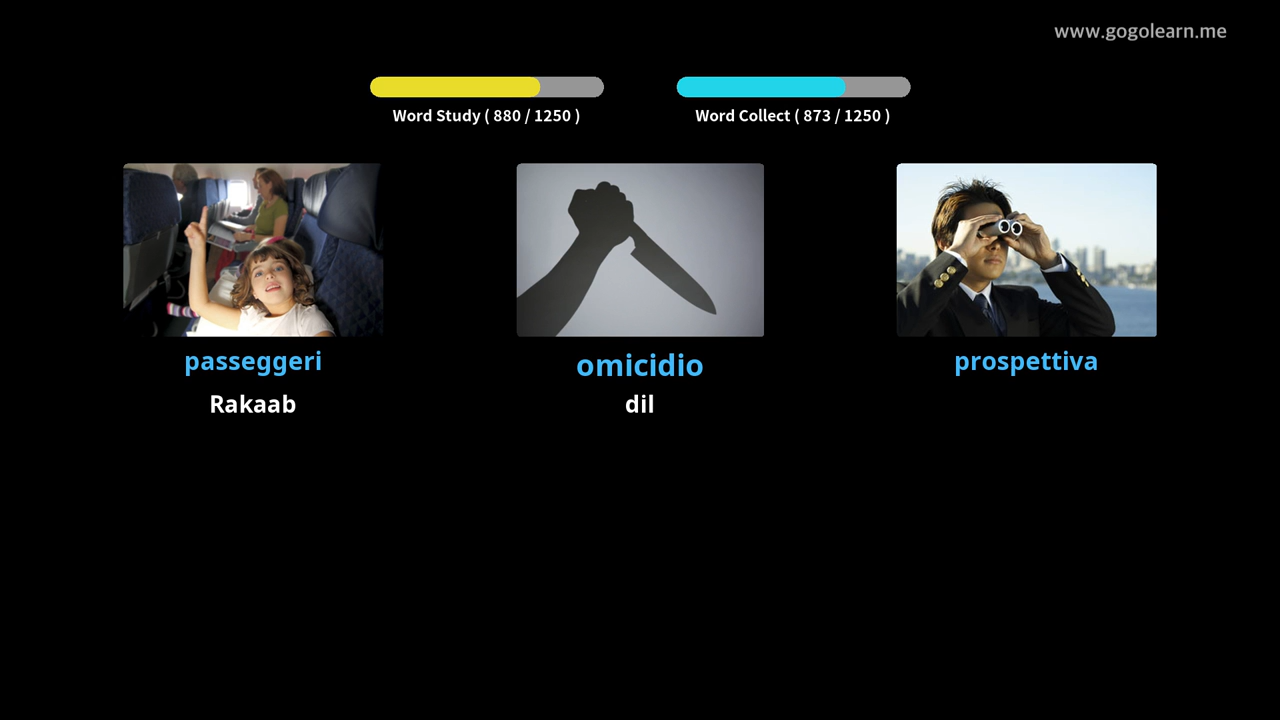 www.gogolearn.me
Word Study ( 880 / 1250 )
Word Collect ( 873 / 1250 )
passeggeri
omicidio
prospettiva
Rakaab
dil